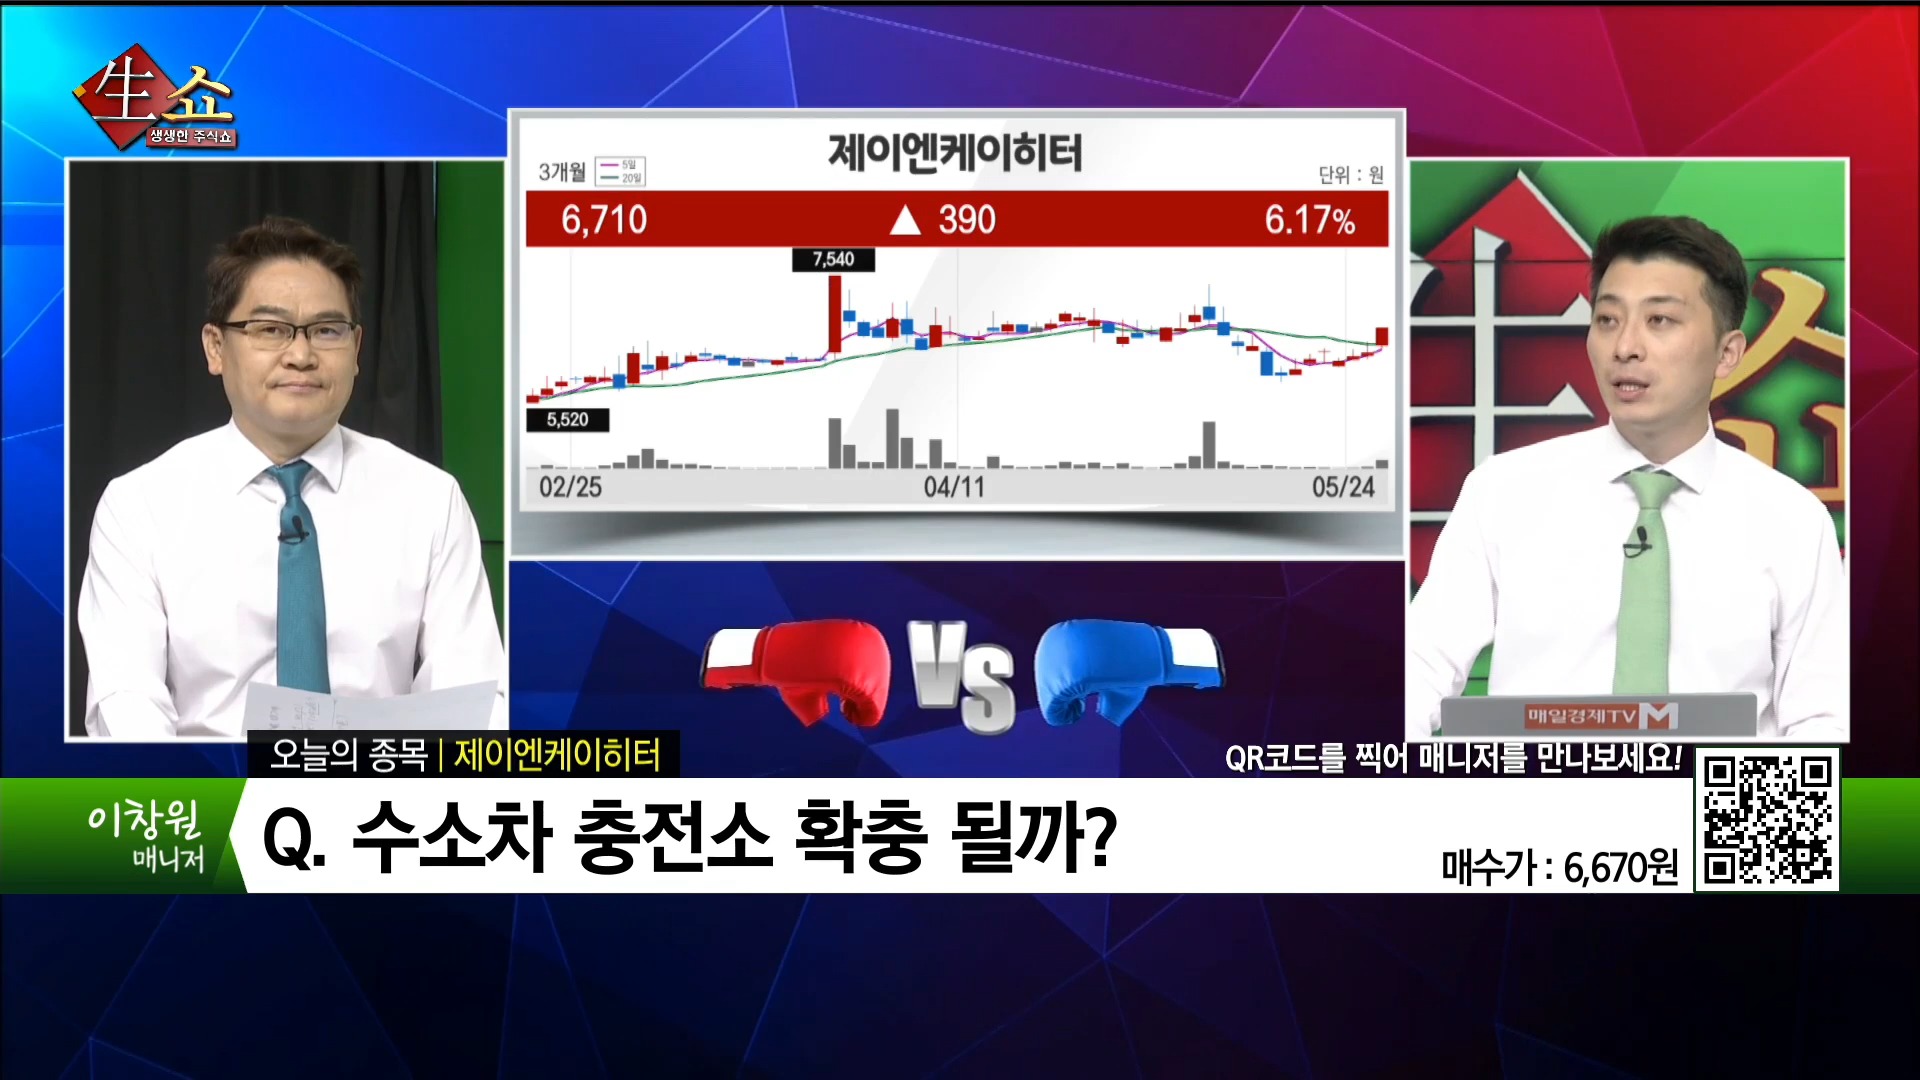 生쇼
생생한 주식쇼
제이엔케이히터
3개월
5일
20일
단위 : 원
6,710 ▲ 390 6.17%
7,540
5,520
02/25 04/11 05/24
VS
매일경제TV M
오늘의 종목 | 제이엔케이히터
QR코드를 찍어 매니저를 만나보세요!
이창원
매니저
Q. 수소차 충전소 확충 될까?
매수가 : 6,670원